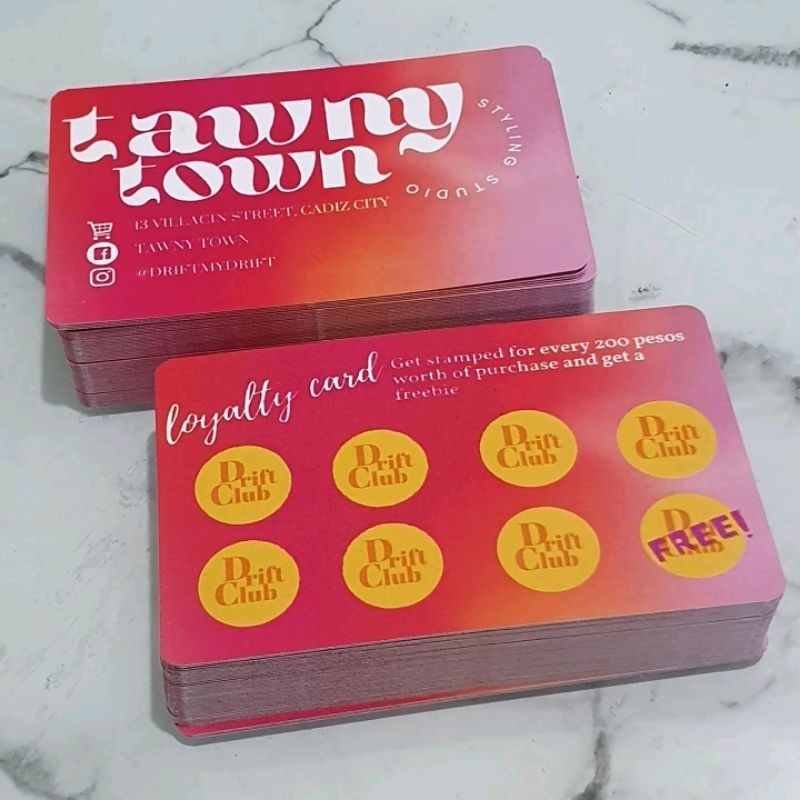 tawny
town
STYLING STUDIO
13 VILLACIN STREET, CADIZ CITY
TAWNY TOWN
@DRIFTMYDRIFT
loyalty card
Get stamped for every 200 pesos
worth of purchase and get a
freebie
Drift
Club
Drift
Club
Drift
Club
Drift
Club
Drift
Club
Drift
Club
Drift
Club
FREE!